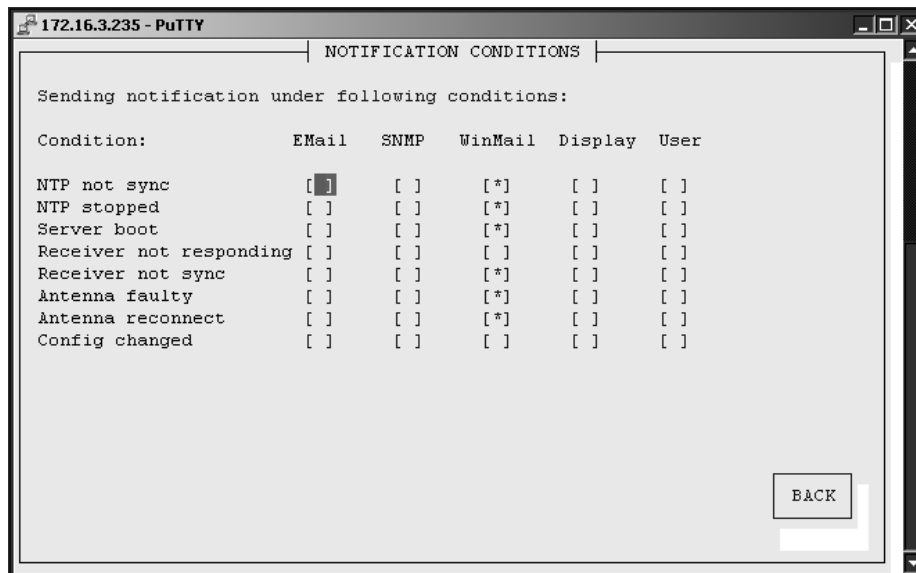 172.16.3.235 - PuTTY
NOTIFICATION CONDITIONS
Sending notification under following conditions:
Condition: EMail SNMP WinMail Display User
NTP not sync [ ] [ ] [*] [ ] [ ]
NTP stopped [ ] [ ] [*] [ ] [ ]
Server boot [ ] [ ] [*] [ ] [ ]
Receiver not responding [ ] [ ] [ ] [ ] [ ]
Receiver not sync [ ] [ ] [*] [ ] [ ]
Antenna faulty [ ] [ ] [*] [ ] [ ]
Antenna reconnect [ ] [ ] [*] [ ] [ ]
Config changed [ ] [ ] [ ] [ ] [ ]
BACK